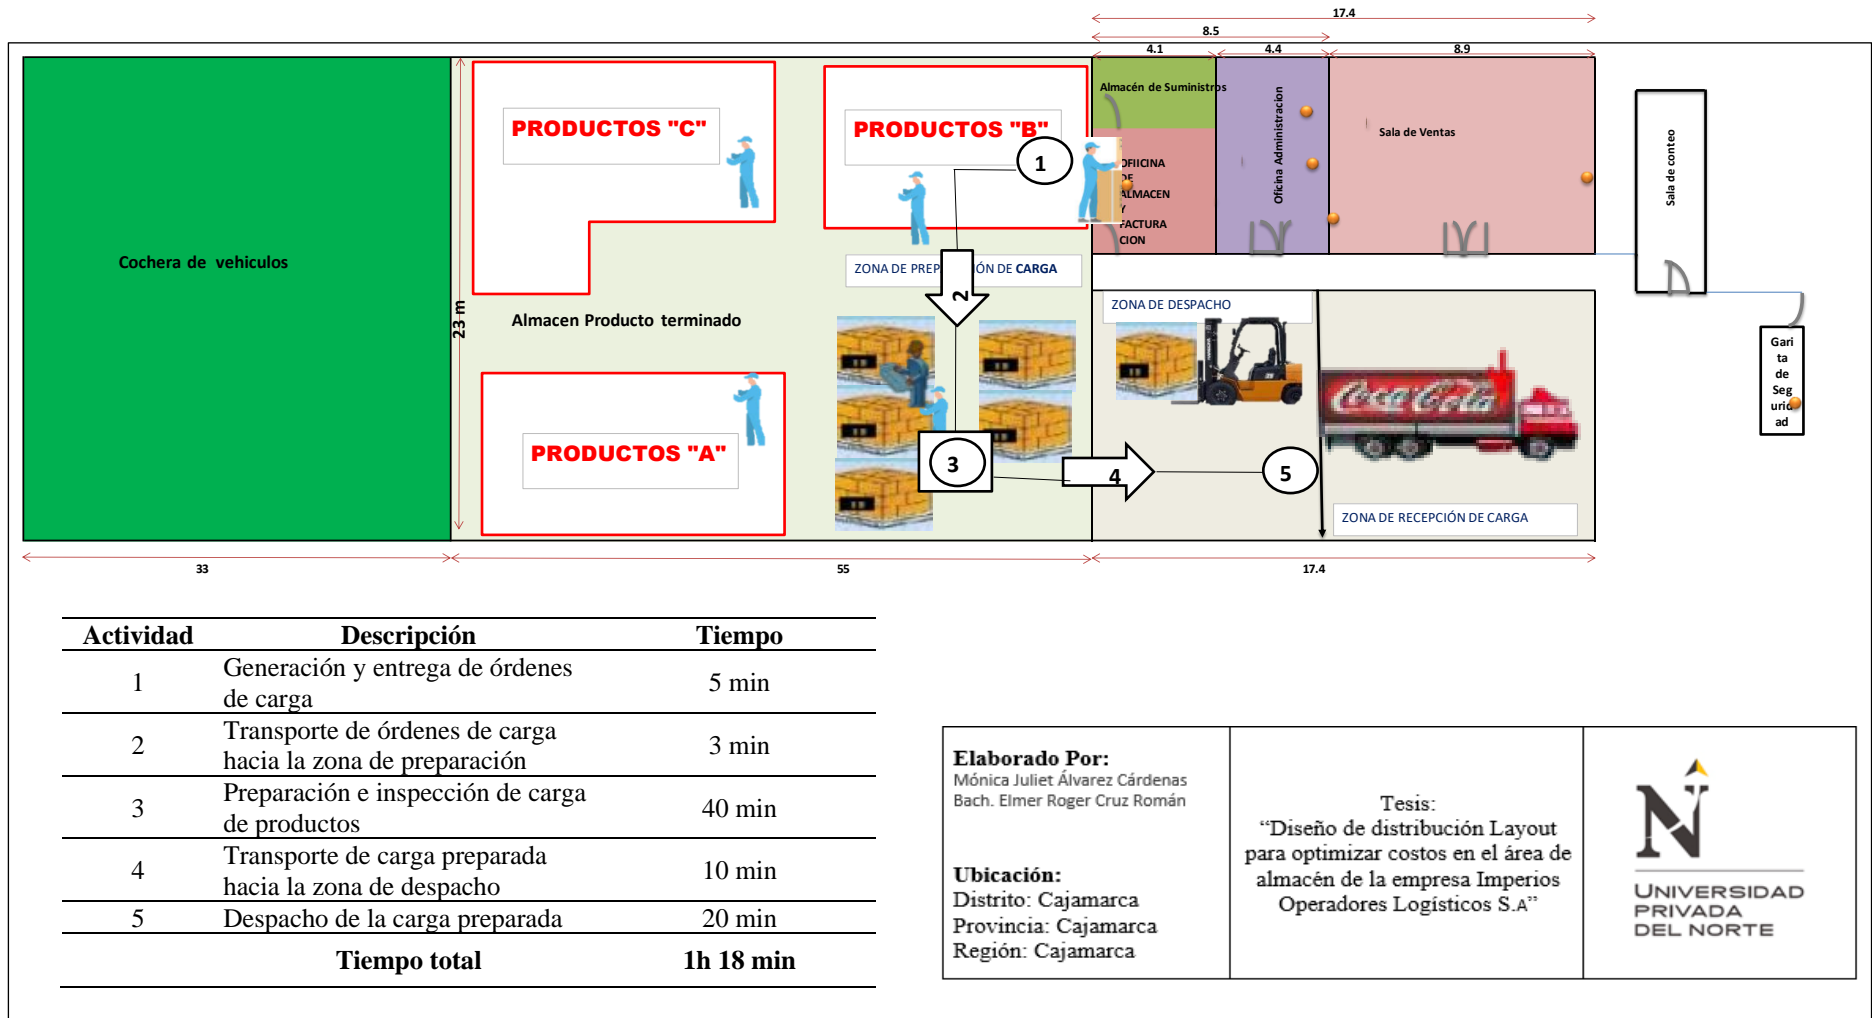 17.4
8.5
4.1
4.4
8.9
PRODUCTOS "C"
PRODUCTOS "B"
1
Almacén de Suministros
OFIICINA
DE
ALMACEN
Y
FACTURA
CION
Oficina Administracion
Sala de Ventas
Sala de conteo
Cochera de vehiculos
23 m
Almacen Producto terminado
ZONA DE PREP
ÓN DE CARGA
2
ZONA DE DESPACHO
Coca Cola
Gari
ta
de
Seg
urid
ad
PRODUCTOS "A"
3
4
5
ZONA DE RECEPCIÓN DE CARGA
33
55
17.4
Actividad Descripción Tiempo
1 Generación y entrega de órdenes
de carga 5 min
2 Transporte de órdenes de carga
hacia la zona de preparación 3 min
3 Preparación e inspección de carga
de productos 40 min
4 Transporte de carga preparada
hacia la zona de despacho 10 min
5 Despacho de la carga preparada 20 min
Tiempo total 1h 18 min
Elaborado Por:
Mónica Juliet Álvarez Cárdenas
Bach. Elmer Roger Cruz Román
Ubicación:
Distrito: Cajamarca
Provincia: Cajamarca
Región: Cajamarca
Tesis:
“Diseño de distribución Layout
para optimizar costos en el área de
almacén de la empresa Imperios
Operadores Logísticos S.A”
N
UNIVERSIDAD
PRIVADA
DEL NORTE